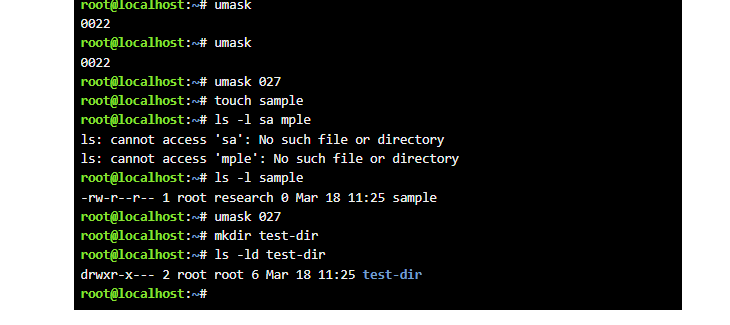 root@localhost:~# umask
0022
root@localhost:~# umask
0022
root@localhost:~# umask 027
root@localhost:~# touch sample
root@localhost:~# ls -l sa mple
ls: cannot access 'sa': No such file or directory
ls: cannot access 'mple': No such file or directory
root@localhost:~# ls -l sample
-rw-r--r-- 1 root research 0 Mar 18 11:25 sample
root@localhost:~# umask 027
root@localhost:~# mkdir test-dir
root@localhost:~# ls -ld test-dir
drwxr-x--- 2 root root 6 Mar 18 11:25 test-dir
root@localhost:~#